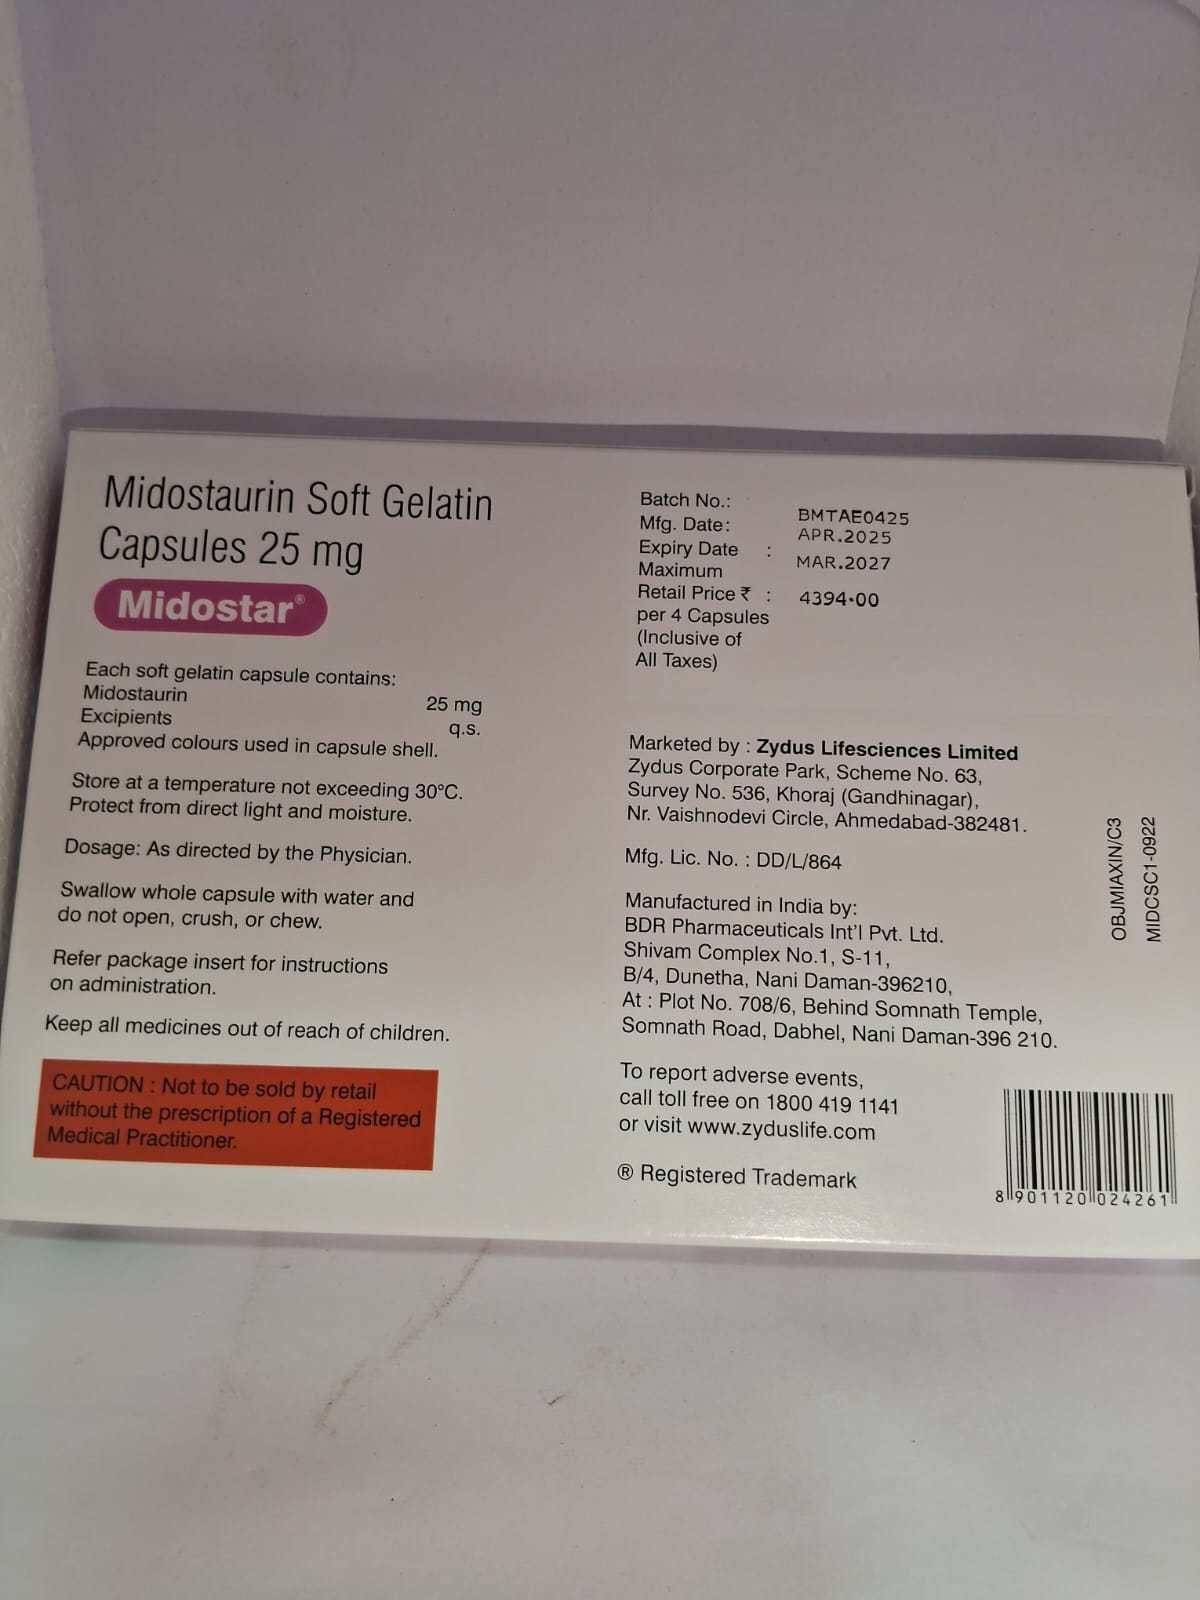 Midostaurin Soft Gelatin
Capsules 25 mg
Midostar®
Each soft gelatin capsule contains:
Midostaurin 25 mg
Excipients q.s.
Approved colours used in capsule shell.
Store at a temperature not exceeding 30°C.
Protect from direct light and moisture.
Dosage: As directed by the Physician.
Swallow whole capsule with water and
do not open, crush, or chew.
Refer package insert for instructions
on administration.
Keep all medicines out of reach of children.
CAUTION : Not to be sold by retail
without the prescription of a Registered
Medical Practitioner.
Batch No.: BMTAE0425
Mfg. Date: APR.2025
Expiry Date : MAR.2027
Maximum
Retail Price ₹ : 4394.00
per 4 Capsules
(Inclusive of
All Taxes)
Marketed by : Zydus Lifesciences Limited
Zydus Corporate Park, Scheme No. 63,
Survey No. 536, Khoraj (Gandhinagar),
Nr. Vaishnodevi Circle, Ahmedabad-382481.
Mfg. Lic. No. : DD/L/864
Manufactured in India by:
BDR Pharmaceuticals Int'l Pvt. Ltd.
Shivam Complex No.1, S-11,
B/4, Dunetha, Nani Daman-396210,
At : Plot No. 708/6, Behind Somnath Temple,
Somnath Road, Dabhel, Nani Daman-396 210.
To report adverse events,
call toll free on 1800 419 1141
or visit www.zyduslife.com
® Registered Trademark
OBJMIAXIN/C3
MIDCSC1-0922
8 901120 024261